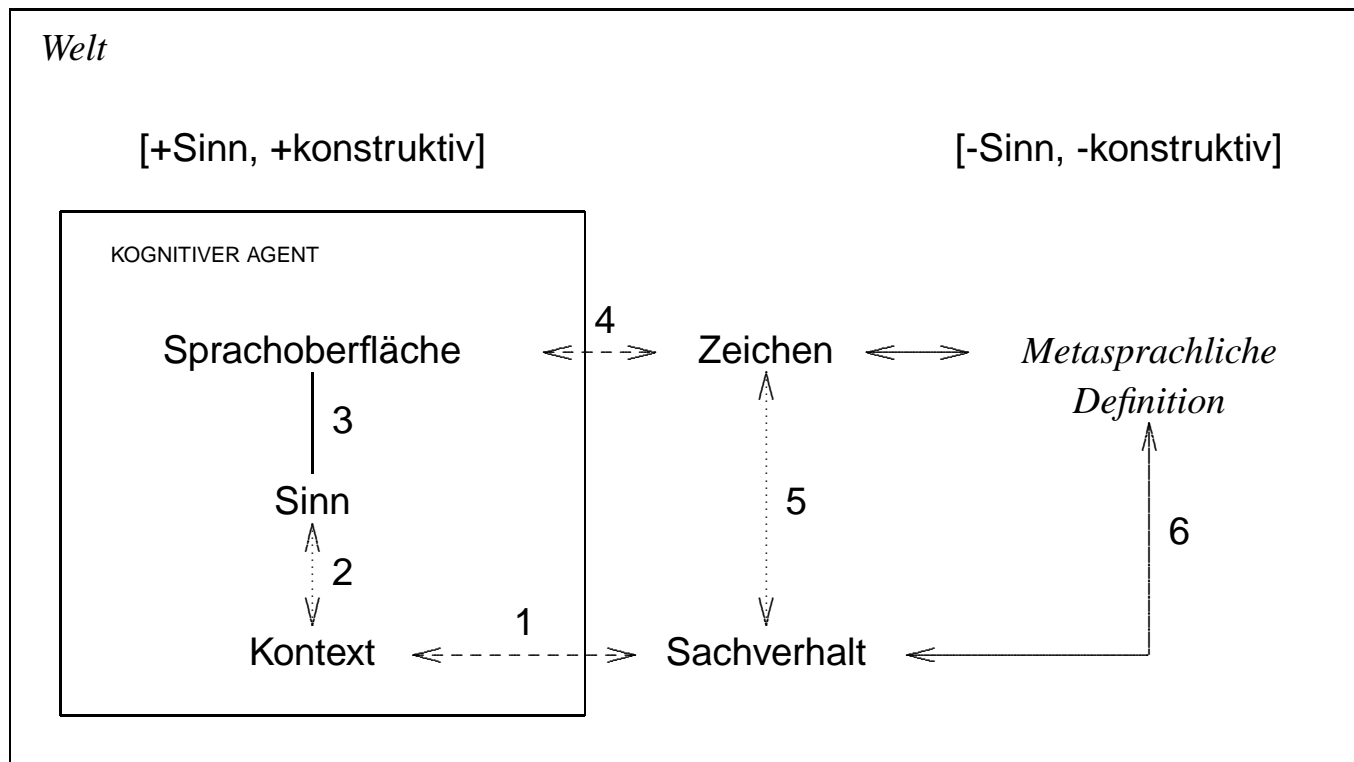 Welt
[+Sinn, +konstruktiv]
[-Sinn, -konstruktiv]
KOGNITIVER AGENT
4
Sprachoberfläche
Zeichen
Metasprachliche
Definition
3
Sinn
5
6
2
1
Kontext
Sachverhalt